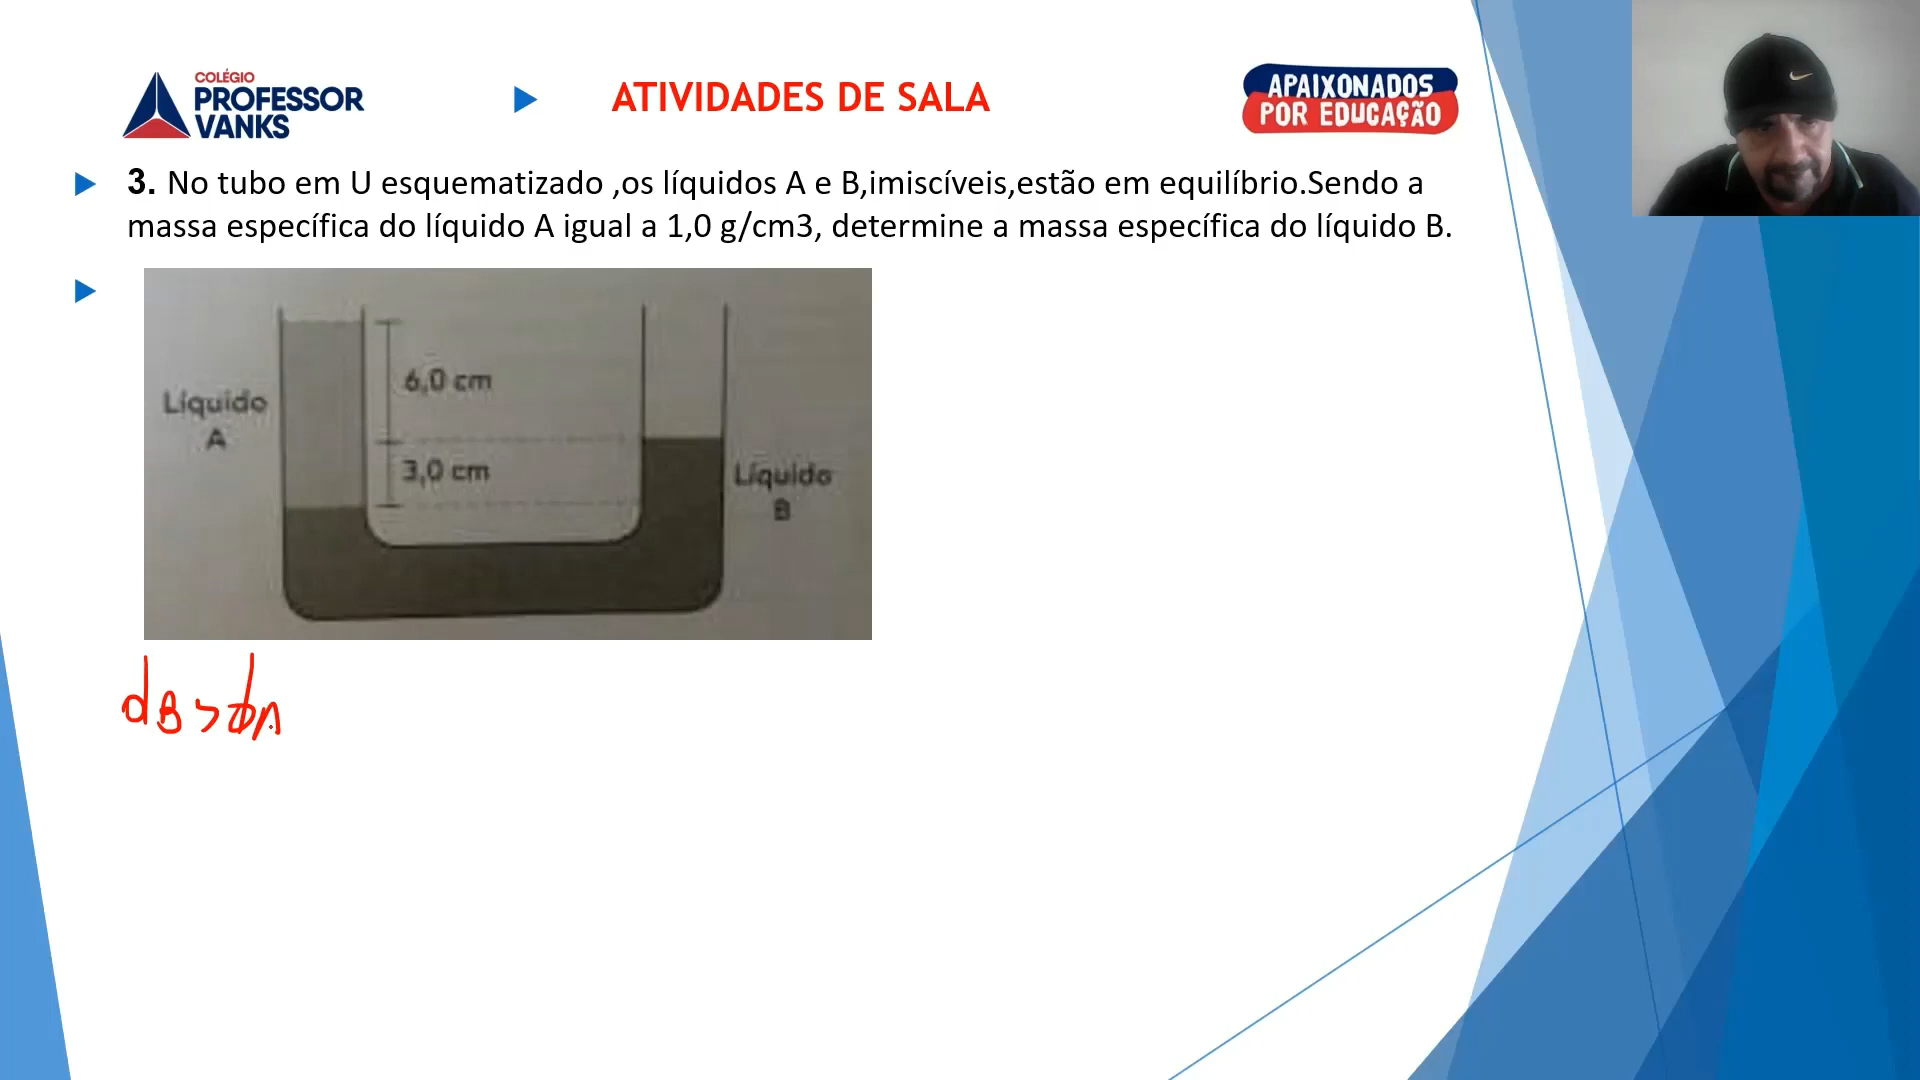 COLÉGIO
PROFESSOR
VANKS
ATIVIDADES DE SALA
APAIXONADOS
POR EDUCAÇÃO
3. No tubo em U esquematizado ,os líquidos A e B,imiscíveis,estão em equilíbrio.Sendo a
massa específica do líquido A igual a 1,0 g/cm3, determine a massa específica do líquido B.
6,0 cm
Líquido
A
3,0 cm
Líquido
B
dB > dA